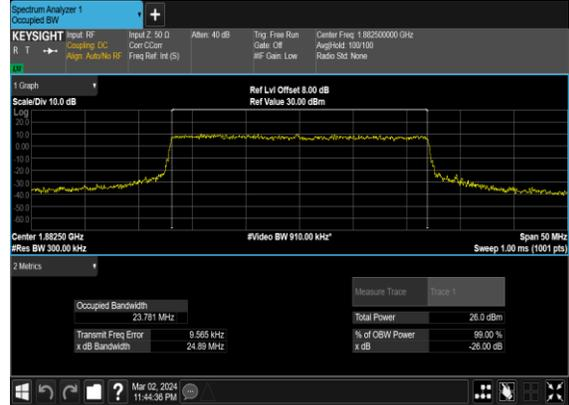 Spectrum Analyzer 1
Occupied BW
KEYSIGHT
R T
Input: RF
Coupling: DC
Align: Auto/No RF
Input Z: 50 Ω
Corr CCorr
Freq Ref: Int (S)
Atten: 40 dB
Trig: Free Run
Gate: Off
#IF Gain: Low
Center Freq: 1.882500000 GHz
Avg|Hold: 100/100
Radio Std: None
1 Graph
Scale/Div 10.0 dB
Ref Lvl Offset 8.00 dB
Ref Value 30.00 dBm
Log
20.0
10.0
0.00
-10.0
-20.0
-30.0
-40.0
-50.0
-60.0
Center 1.88250 GHz
#Res BW 300.00 kHz
#Video BW 910.00 kHz*
Span 50 MHz
Sweep 1.00 ms (1001 pts)
2 Metrics
Measure Trace
Trace 1
Occupied Bandwidth
23.781 MHz
Transmit Freq Error 9.565 kHz
x dB Bandwidth 24.89 MHz
Total Power 26.0 dBm
% of OBW Power 99.00 %
x dB -26.00 dB
?
Mar 02, 2024
11:44:36 PM